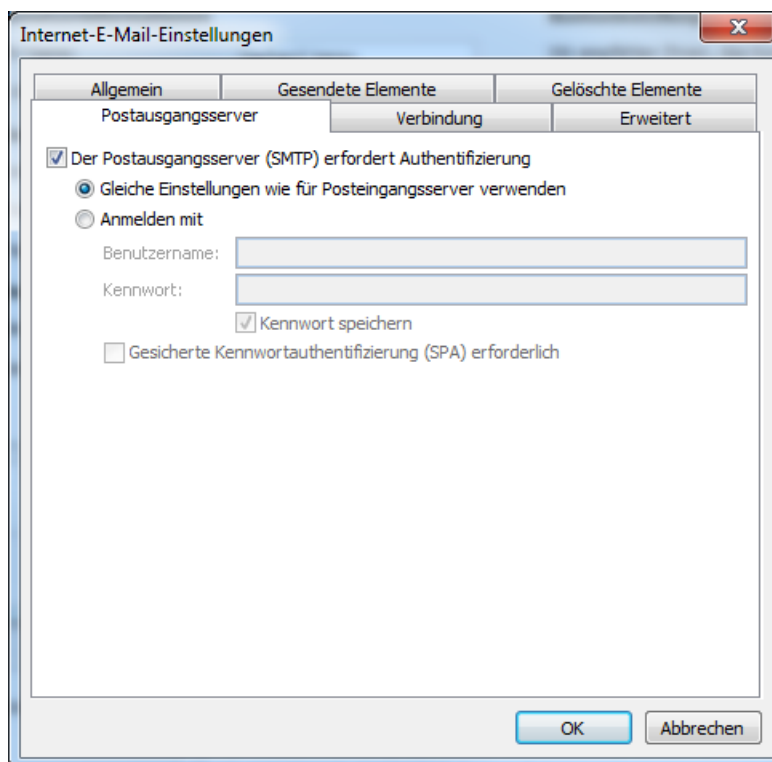 Internet-E-Mail-Einstellungen
Allgemein
Gesendete Elemente
Gelöschte Elemente
Postausgangsserver
Verbindung
Erweitert
Der Postausgangsserver (SMTP) erfordert Authentifizierung
Gleiche Einstellungen wie für Posteingangsserver verwenden
Anmelden mit
Benutzername:
Kennwort:
Kennwort speichern
Gesicherte Kennwortauthentifizierung (SPA) erforderlich
OK
Abbrechen